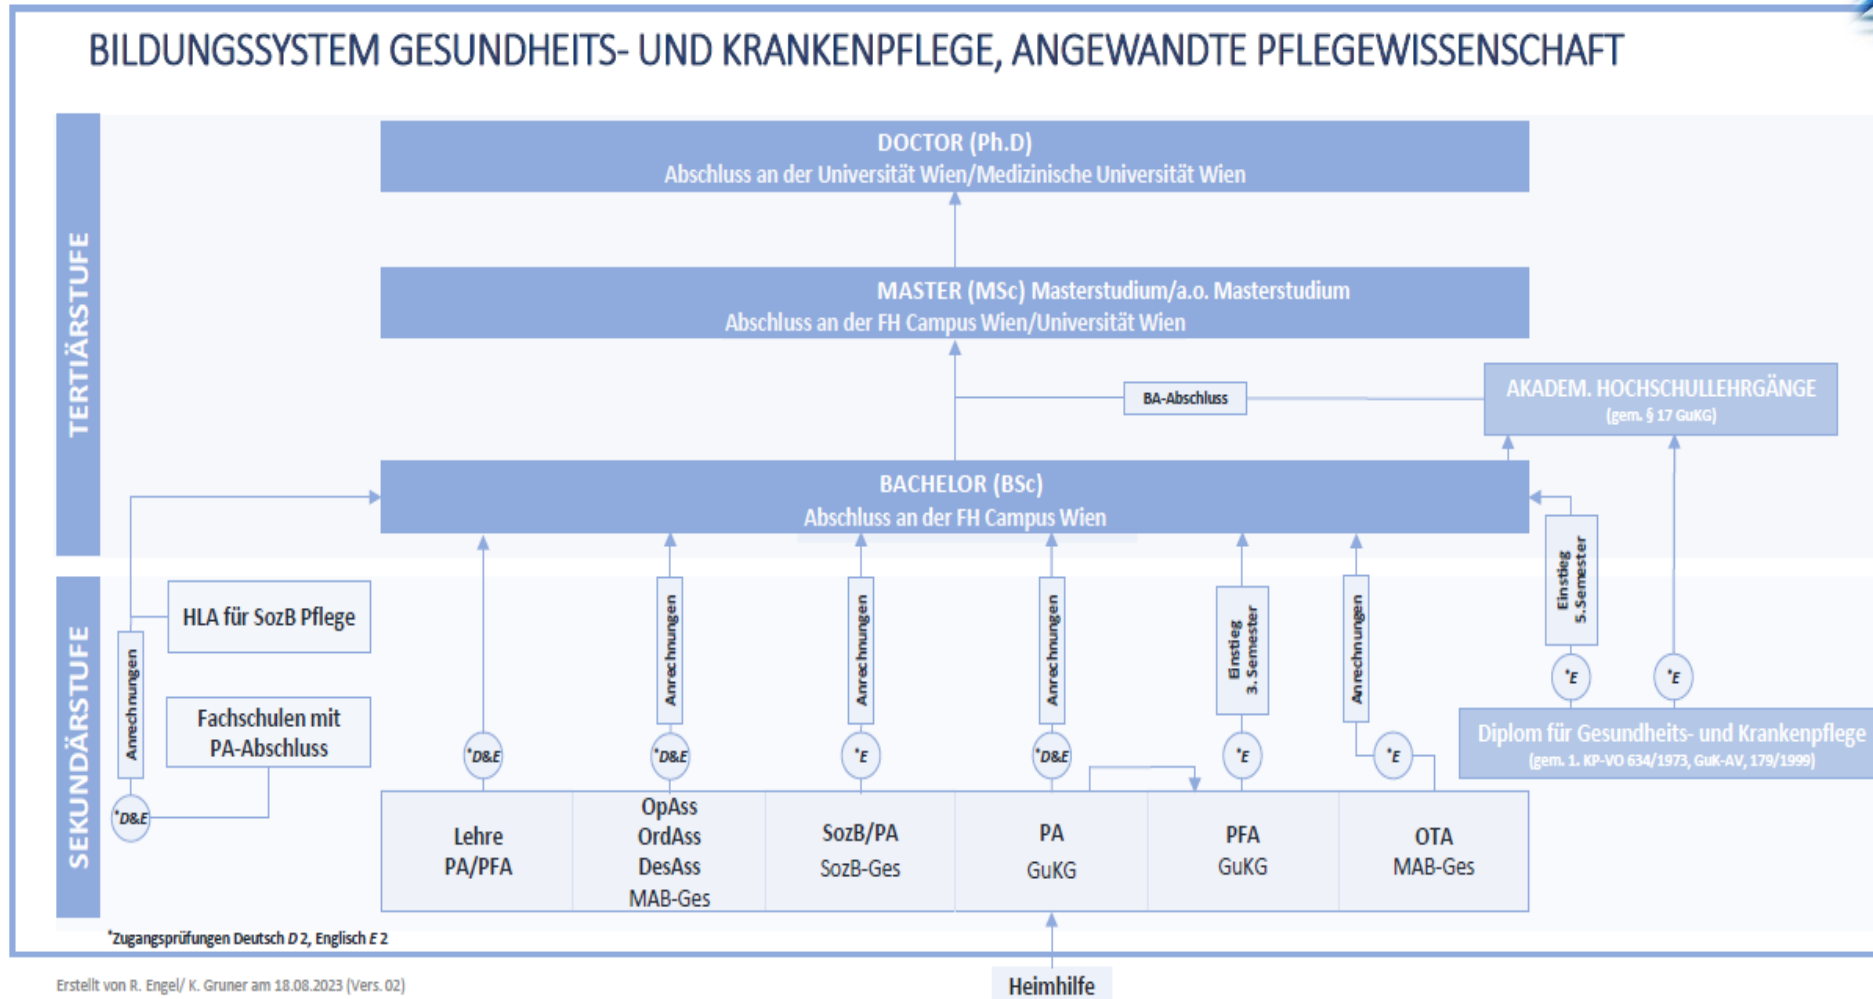 BILDUNGSSYSTEM GESUNDHEITS- UND KRANKENPFLEGE, ANGEWANDTE PFLEGEWISSENSCHAFT
TERTIÄRSTUFE
DOCTOR (Ph.D)
Abschluss an der Universität Wien/Medizinische Universität Wien
MASTER (MSc) Masterstudium/a.o. Masterstudium
Abschluss an der FH Campus Wien/Universität Wien
BA-Abschluss
AKADEM. HOCHSCHULLEHRGÄNGE
(gem. § 17 GuKG)
BACHELOR (BSc)
Abschluss an der FH Campus Wien
SEKUNDÄRSTUFE
HLA für SozB Pflege
Anrechnungen
Fachschulen mit
PA-Abschluss
*D&E
*D&E
Anrechnungen
*D&E
Anrechnungen
*E
Anrechnungen
*D&E
Einstieg
3. Semester
*E
Anrechnungen
*E
Einstieg
5.Semester
*E
*E
Diplom für Gesundheits- und Krankenpflege
(gem. 1. KP-VO 634/1973, GuK-AV, 179/1999)
Lehre
PA/PFA
OpAss
OrdAss
DesAss
MAB-Ges
SozB/PA
SozB-Ges
PA
GuKG
PFA
GuKG
OTA
MAB-Ges
*Zugangsprüfungen Deutsch D 2, Englisch E 2
Heimhilfe
Erstellt von R. Engel/ K. Gruner am 18.08.2023 (Vers. 02)